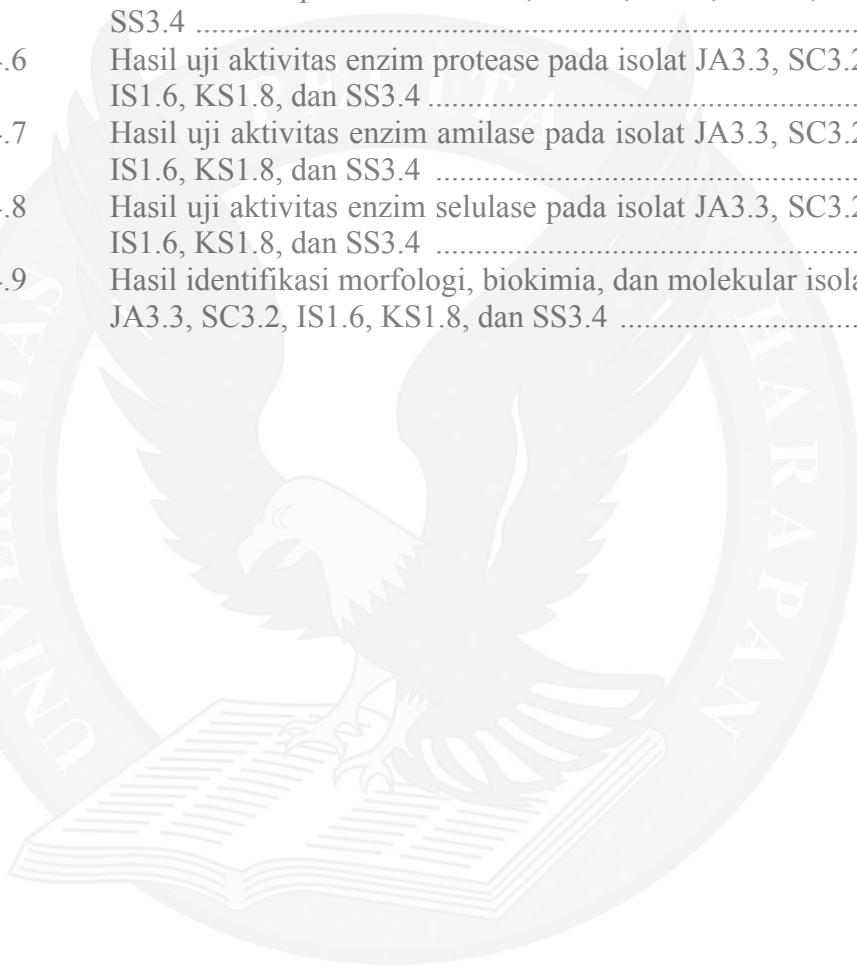 SS3.4 ................................................................
.6 Hasil uji aktivitas enzim protease pada isolat JA3.3, SC3.2
IS1.6, KS1.8, dan SS3.4 ................................................
.7 Hasil uji aktivitas enzim amilase pada isolat JA3.3, SC3.2
IS1.6, KS1.8, dan SS3.4 ................................................
.8 Hasil uji aktivitas enzim selulase pada isolat JA3.3, SC3.2
IS1.6, KS1.8, dan SS3.4 ................................................
.9 Hasil identifikasi morfologi, biokimia, dan molekular isola
JA3.3, SC3.2, IS1.6, KS1.8, dan SS3.4 ............................
UNIVERSITAS
PELITA
HARAPAN